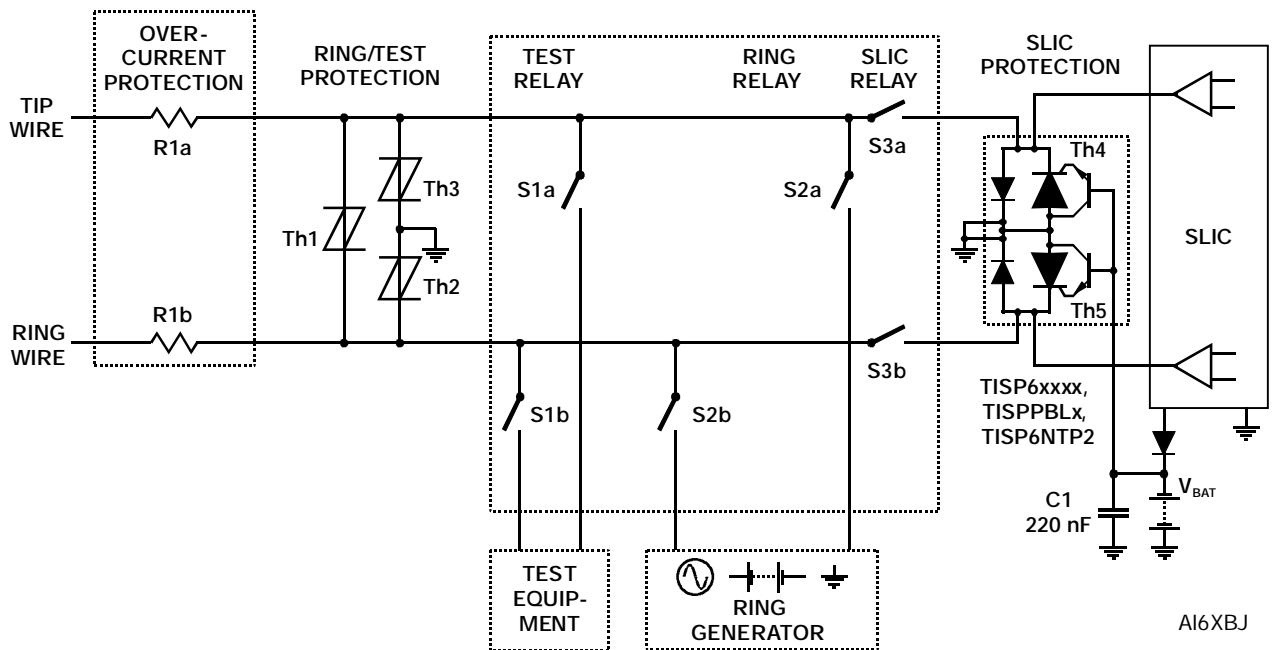 OVER-
CURRENT
PROTECTION
RING/TEST
PROTECTION
TEST
RELAY
RING
RELAY
SLIC
RELAY
SLIC
PROTECTION
TIP
WIRE
R1a
Th3
Th1
Th2
S1a
S2a
S3a
Th4
SLIC
Th5
RING
WIRE
R1b
S3b
S1b
S2b
TISP6xxxx,
TISPPBLx,
TISP6NTP2
C1
220 nF
VBAT
TEST
EQUIP-
MENT
RING
GENERATOR
AI6XBJ